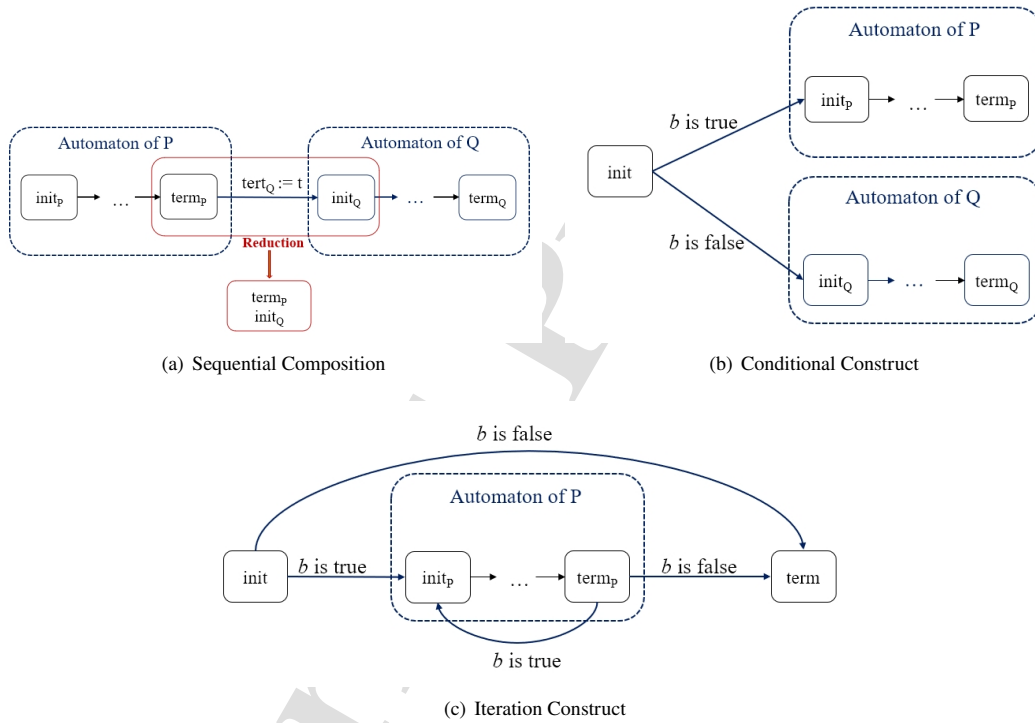 Automaton of P
Automaton of Q
init_P
…
term_P
tert_Q := t
init_Q
…
term_Q
Reduction
term_P
init_Q
(a) Sequential Composition
Automaton of P
init_P
…
term_P
b is true
init
Automaton of Q
b is false
init_Q
…
term_Q
(b) Conditional Construct
b is false
Automaton of P
init
b is true
init_P
…
term_P
b is false
term
b is true
(c) Iteration Construct